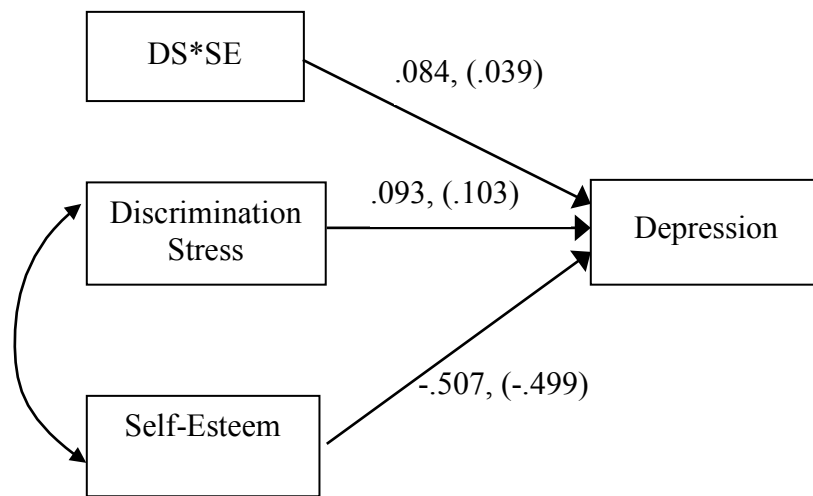 DS*SE
.084, (.039)
.093, (.103)
Discrimination
Stress
Depression
-.507, (-.499)
Self-Esteem